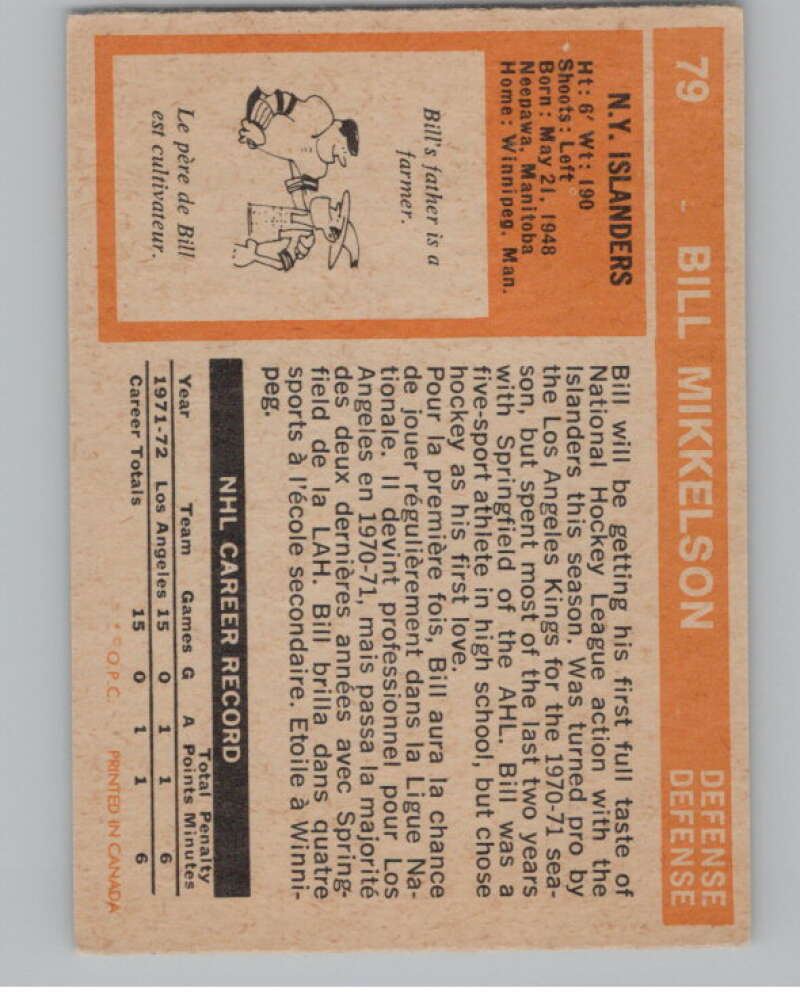 79 BILL MIKKELSON DEFENSE
DEFENSE
N.Y. ISLANDERS
Ht: 6' Wt: 190
Shoots: Left
Born: May 21, 1948
Neepawa, Manitoba
Home: Winnipeg, Man.
Bill's father is a
farmer.
Le père de Bill
est cultivateur.
Bill will be getting his first full taste of
National Hockey League action with the
Islanders this season. Was turned pro by
the Los Angeles Kings for the 1970-71 sea-
son, but spent most of the last two years
with Springfield of the AHL. Bill was a
five-sport athlete in high school, but chose
hockey as his first love.
Pour la première fois, Bill aura la chance
de jouer régulièrement dans la Ligue Na-
tionale. Il devint professionnel pour Los
Angeles en 1970-71, mais passa la majorité
des deux dernières années avec Spring-
field de la LAH. Bill brilla dans quatre
sports à l'école secondaire. Etoile à Winni-
peg.
NHL CAREER RECORD
Total Penalty
Year Team Games G A Points Minutes
1971-72 Los Angeles 15 0 1 1 6
Career Totals 15 0 1 1 6
© O.P.C. PRINTED IN CANADA